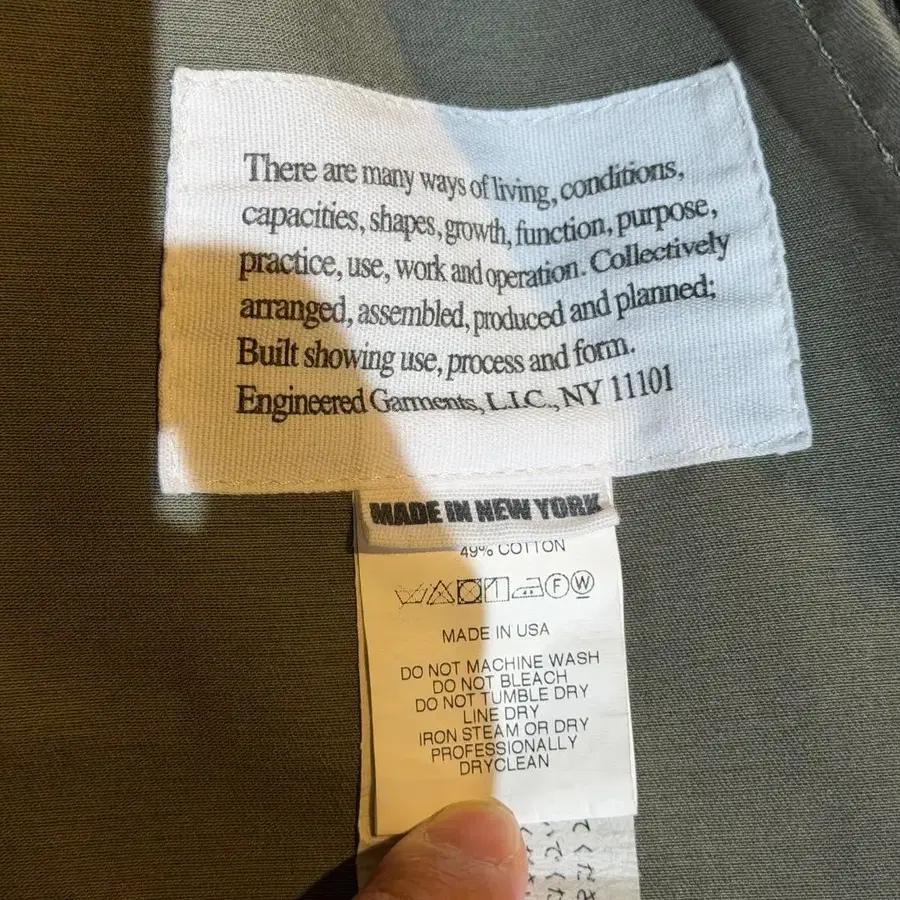 There are many ways of living, conditions,
capacities, shapes, growth, function, purpose,
practice, use, work and operation. Collectively
arranged, assembled, produced and planned;
Built showing use, process and form.
Engineered Garments, L.I.C., NY 11101
MADE IN NEW YORK
49% COTTON
F W
MADE IN USA
DO NOT MACHINE WASH
DO NOT BLEACH
DO NOT TUMBLE DRY
LINE DRY
IRON STEAM OR DRY
PROFESSIONALLY
DRYCLEAN